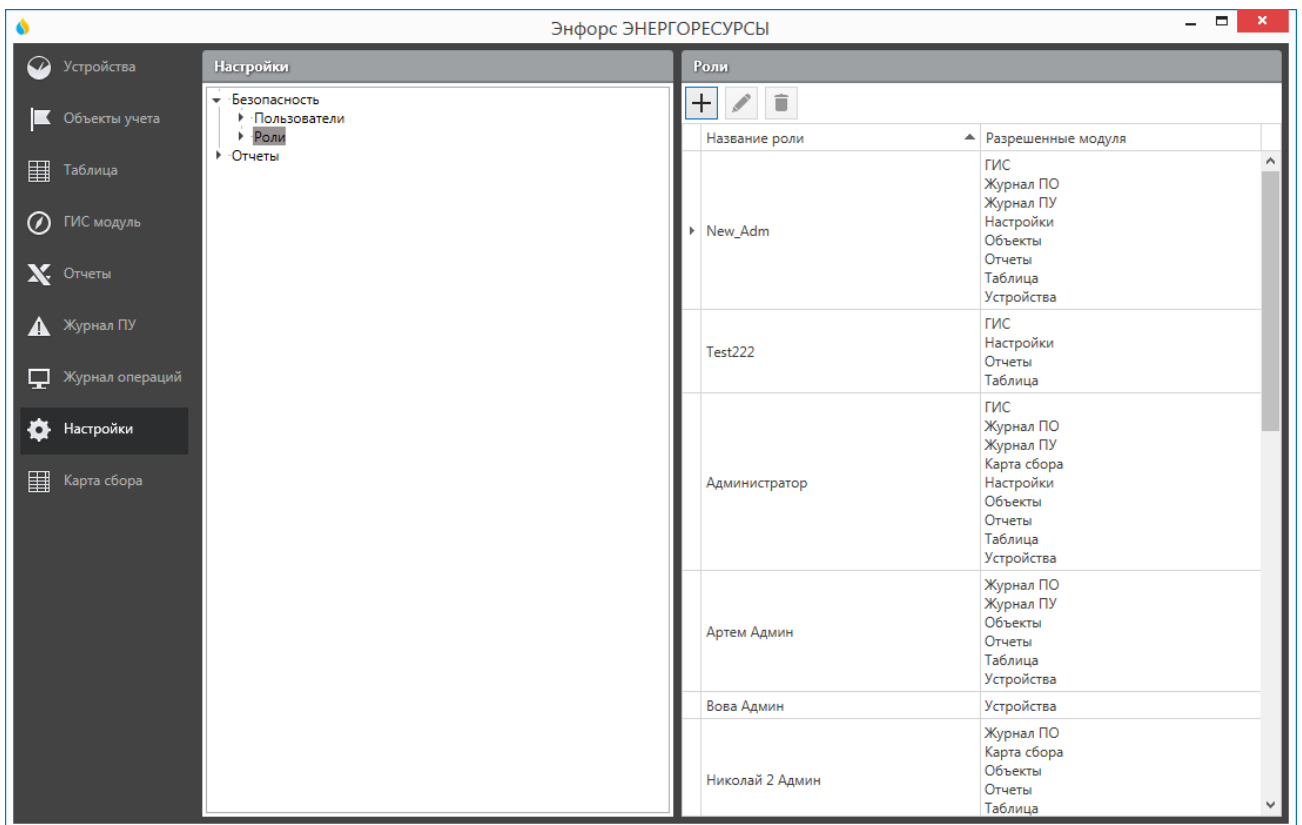 Энфорс ЭНЕРГОРЕСУРСЫ
Устройства
Объекты учета
Таблица
ГИС модуль
Отчеты
Журнал ПУ
Журнал операций
Настройки
Карта сбора
Настройки
Безопасность
Пользователи
Роли
Отчеты
Роли
Название роли
Разрешенные модуля
New_Adm
ГИС
Журнал ПО
Журнал ПУ
Настройки
Объекты
Отчеты
Таблица
Устройства
Test222
ГИС
Настройки
Отчеты
Таблица
Администратор
ГИС
Журнал ПО
Журнал ПУ
Карта сбора
Настройки
Объекты
Отчеты
Таблица
Устройства
Артем Админ
Журнал ПО
Журнал ПУ
Объекты
Отчеты
Таблица
Устройства
Вова Админ
Устройства
Николай 2 Админ
Журнал ПО
Карта сбора
Объекты
Отчеты
Таблица